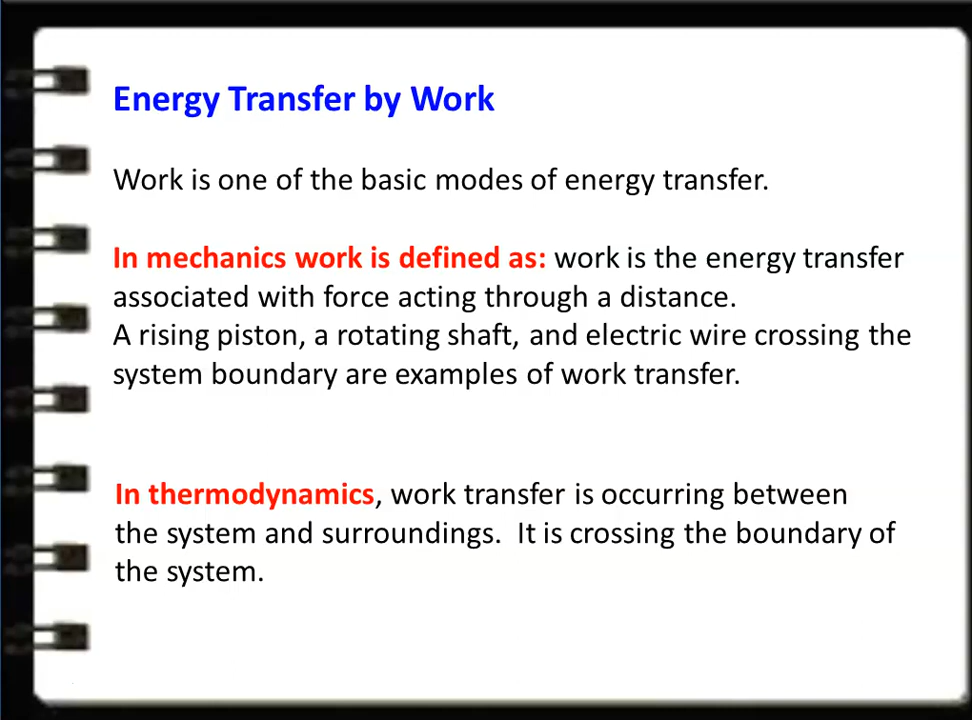 Energy Transfer by Work
Work is one of the basic modes of energy transfer.
In mechanics work is defined as: work is the energy transfer
associated with force acting through a distance.
A rising piston, a rotating shaft, and electric wire crossing the
system boundary are examples of work transfer.
In thermodynamics, work transfer is occurring between
the system and surroundings.  It is crossing the boundary of
the system.